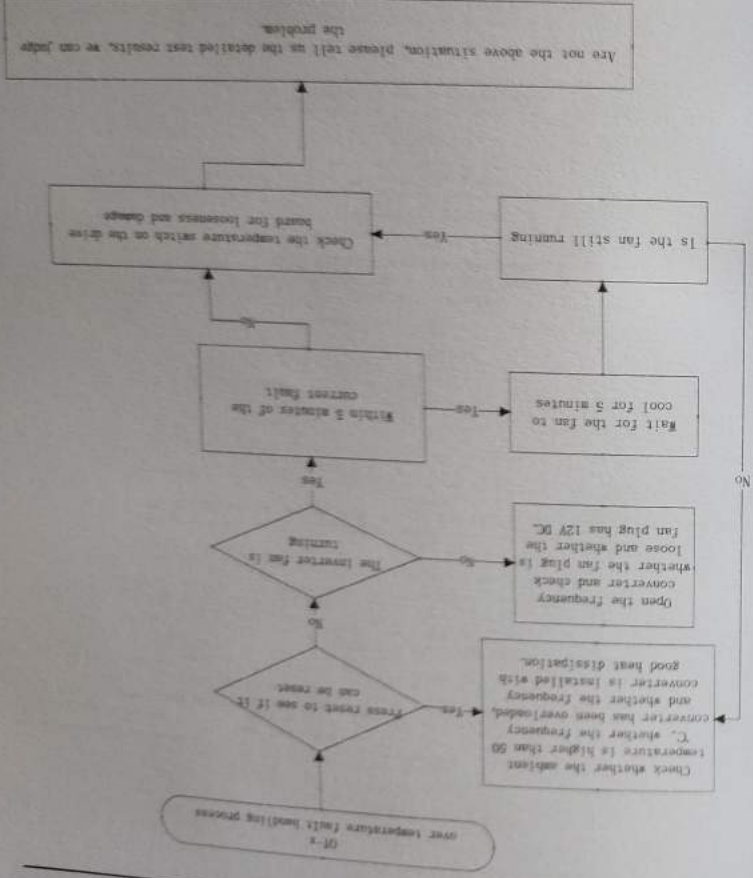 OT-x
over temperature fault handling process
Press reset to see if it
can be reset
Yes
Check whether the ambient
temperature is higher than 50
℃, whether the frequency
converter has been overloaded,
and whether the frequency
converter is installed with
good heat dissipation.
No
The inverter fan is
turning
No
Open the frequency
converter and check
whether the fan plug is
loose and whether the
fan plug has 12V DC.
Yes
Within 5 minutes of the
current fault
Yes
Wait for the fan to
cool for 5 minutes
No
No
Is the fan still running
Yes
Check the temperature switch on the drive
board for looseness and damage
Are not the above situation, please tell us the detailed test results, we can judge
the problem.